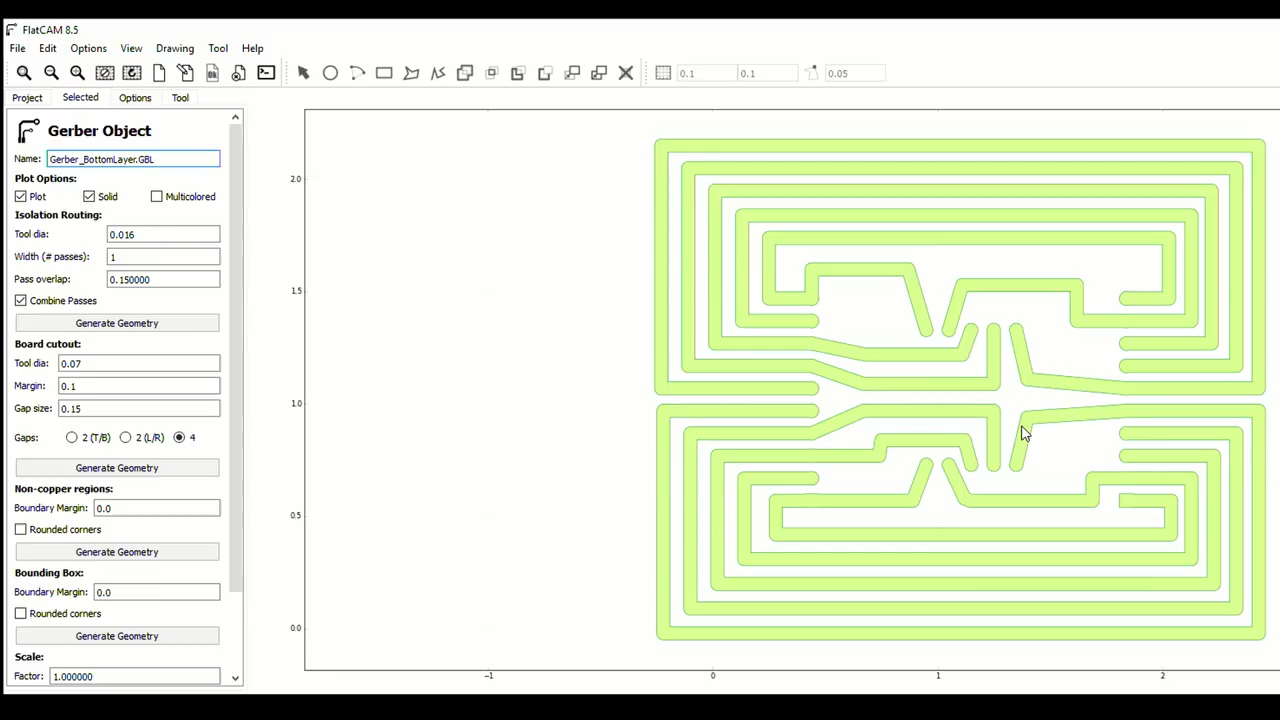 FlatCAM 8.5
File Edit Options View Drawing Tool Help
0.1 0.1 0.05
Project Selected Options Tool
Gerber Object
Name: Gerber_BottomLayer.GBL
Plot Options:
Plot Solid Multicolored
Isolation Routing:
Tool dia: 0.016
Width (# passes): 1
Pass overlap: 0.150000
Combine Passes
Generate Geometry
Board cutout:
Tool dia: 0.07
Margin: 0.1
Gap size: 0.15
Gaps: 2 (T/B) 2 (L/R) 4
Generate Geometry
Non-copper regions:
Boundary Margin: 0.0
Rounded corners
Generate Geometry
Bounding Box:
Boundary Margin: 0.0
Rounded corners
Generate Geometry
Scale:
Factor: 1.000000
2.0
1.5
1.0
0.5
0.0
−1 0 1 2